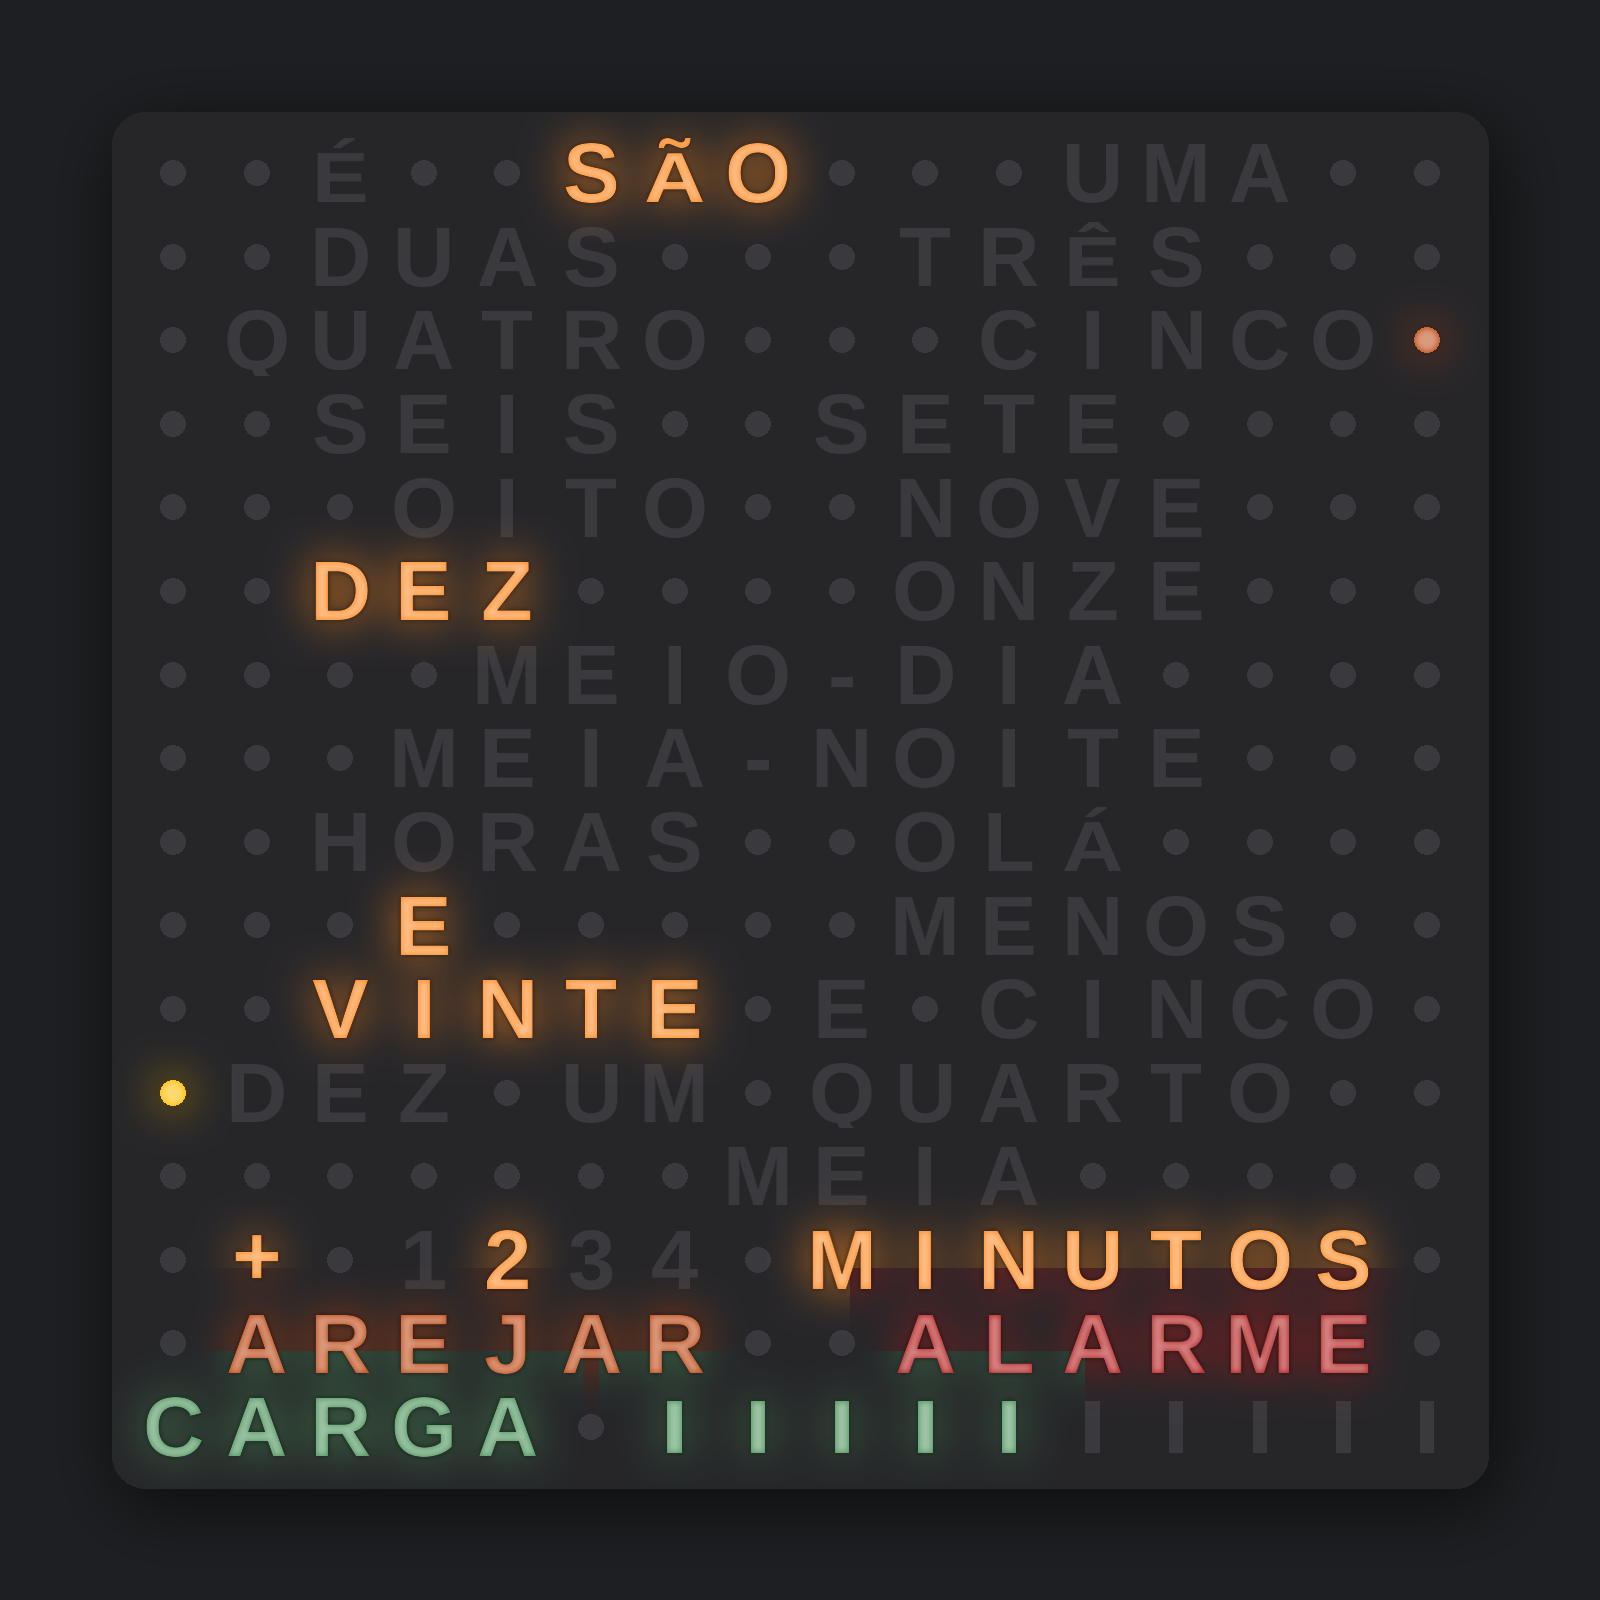 É SÃO UMA
DUAS TRÊS
QUATRO CINCO
SEIS SETE
OITO NOVE
DEZ ONZE
MEIO-DIA
MEIA-NOITE
HORAS OLÁ
E MENOS
VINTE E CINCO
DEZ UM QUARTO
MEIA
+ 1 2 3 4 MINUTOS
AREJAR ALARME
CARGA I I I I I I I I I I